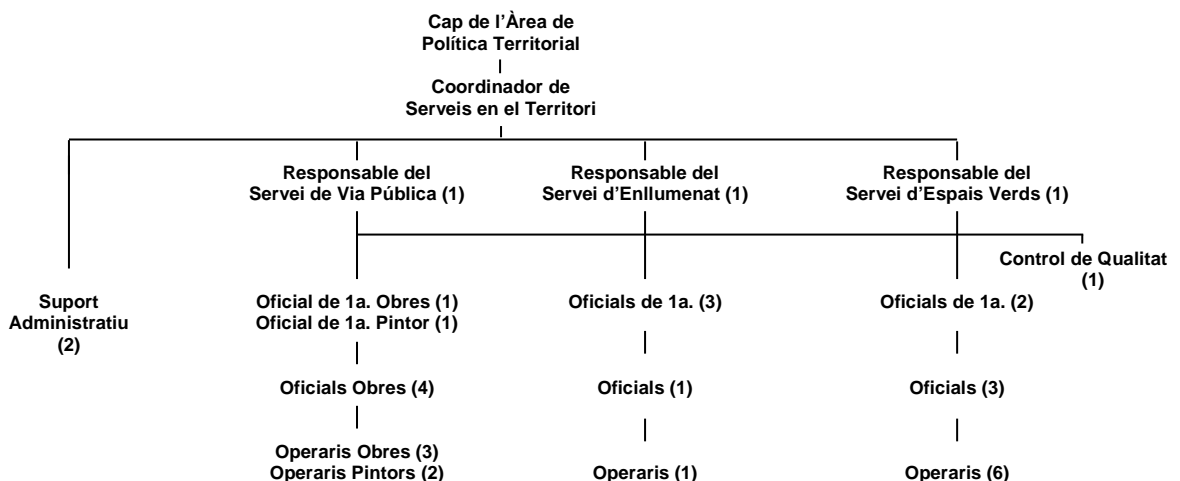 Cap de l’Àrea de
Política Territorial
Coordinador de
Serveis en el Territori
Responsable del
Servei de Via Pública (1)
Responsable del
Servei d’Enllumenat (1)
Responsable del
Servei d’Espais Verds (1)
Control de Qualitat
(1)
Suport
Administratiu
(2)
Oficial de 1a. Obres (1)
Oficial de 1a. Pintor (1)
Oficials de 1a. (3)
Oficials de 1a. (2)
Oficials Obres (4)
Oficials (1)
Oficials (3)
Operaris Obres (3)
Operaris Pintors (2)
Operaris (1)
Operaris (6)